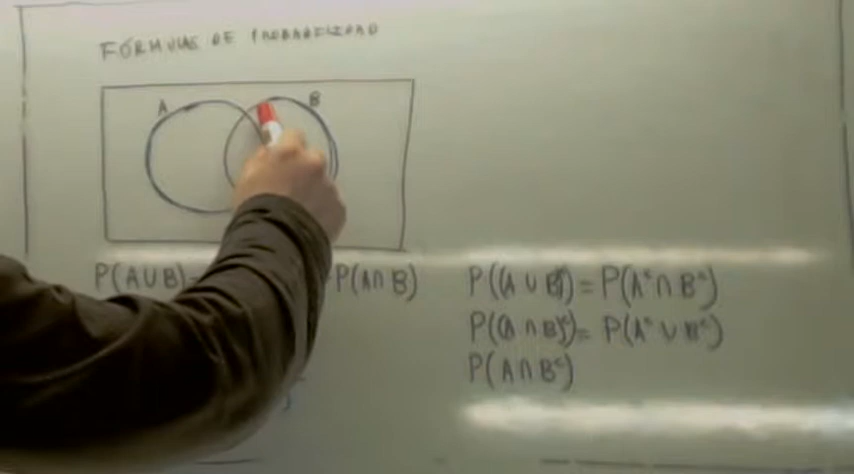 FÓRMULAS DE PROBABILIDAD
A B
P(A∪B)= P(A∩B)
P((A∪B)ᶜ)=P(Aᶜ∩Bᶜ)
P((A∩B)ᶜ)=P(Aᶜ∪Bᶜ)
P(A∩Bᶜ)